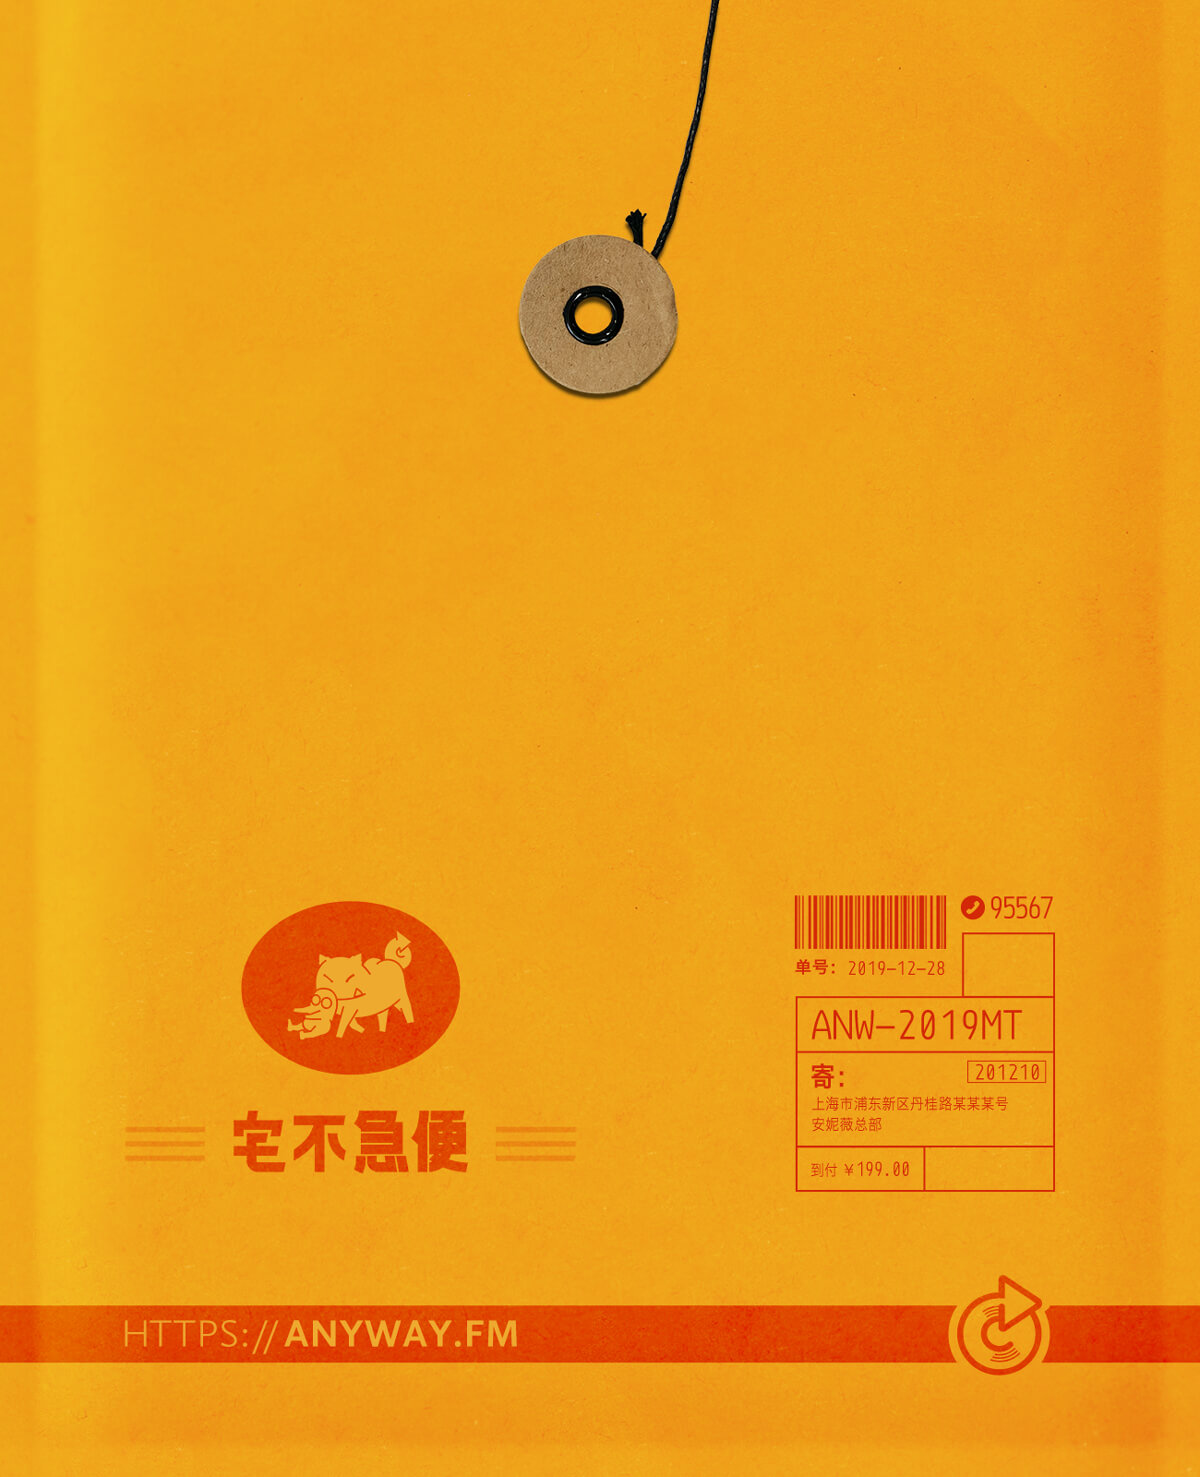 95567
单号: 2019-12-28
ANW-2019MT
寄:
201210
上海市浦东新区丹桂路某某某号
安妮薇总部
到付 ¥199.00
宅不急便
HTTPS://ANYWAY.FM